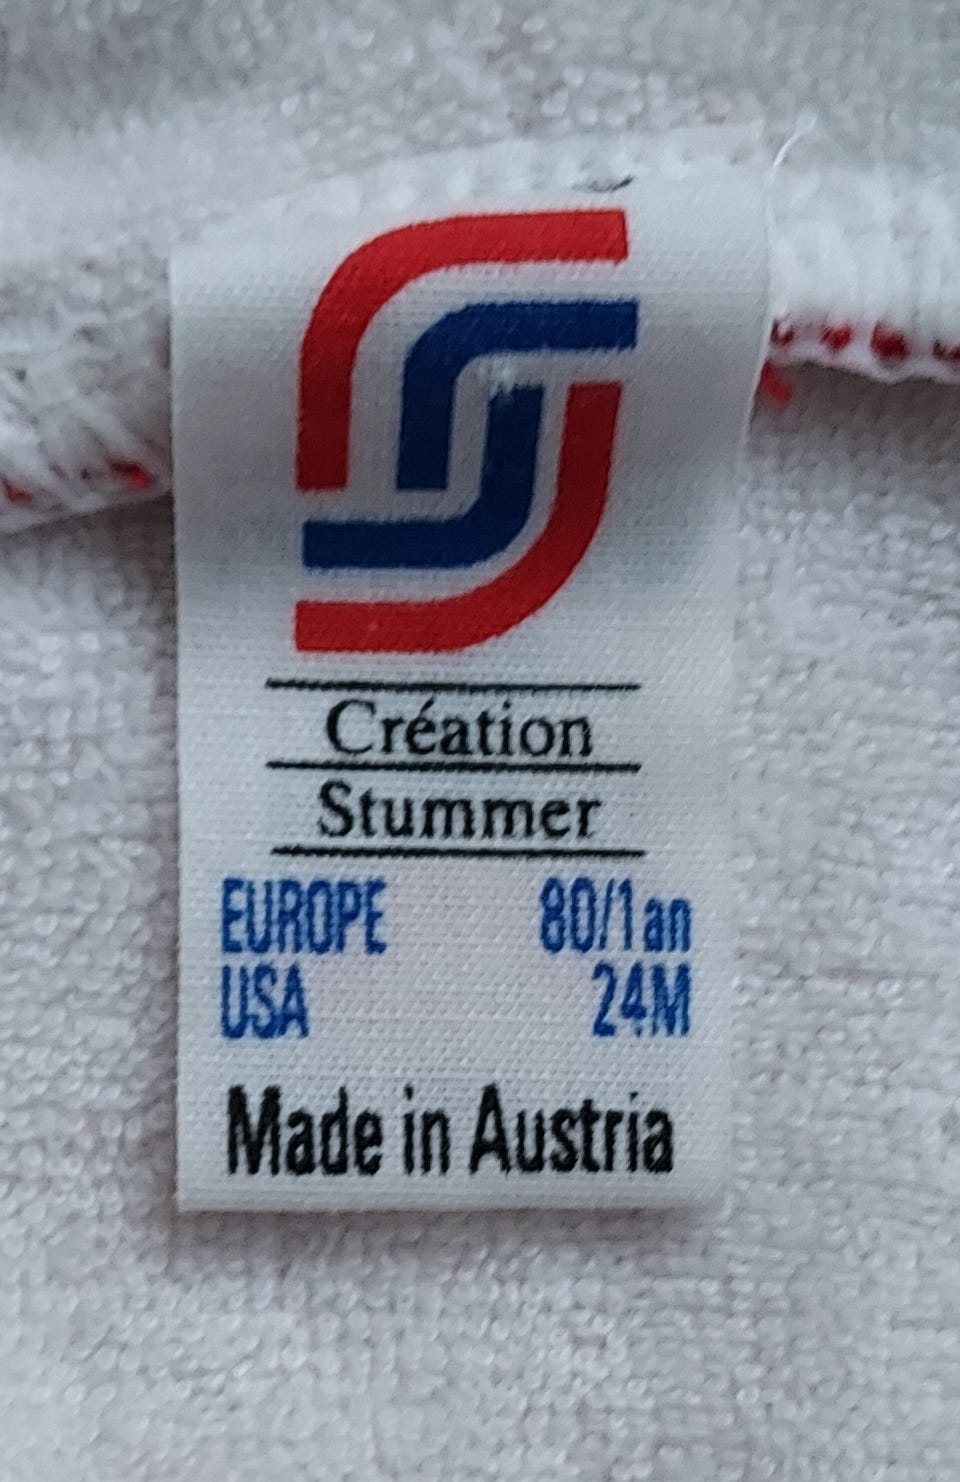 Création
Stummer
EUROPE 80/1an
USA 24M
Made in Austria